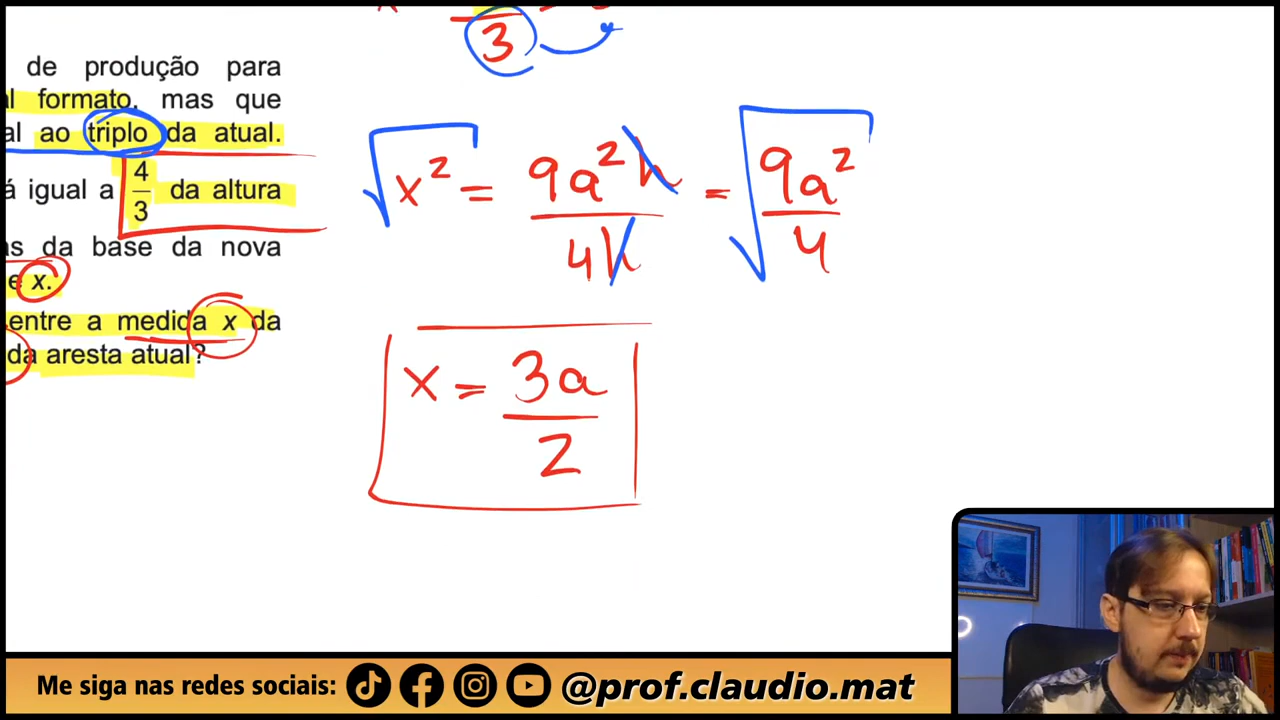 3
de produção para
al formato, mas que
al ao triplo da atual.
á igual a 4/3 da altura
as da base da nova
e x.
entre a medida x da
da aresta atual?
√x² = 9a²h/4h = √9a²/4
x = 3a/2
Me siga nas redes sociais: @prof.claudio.mat